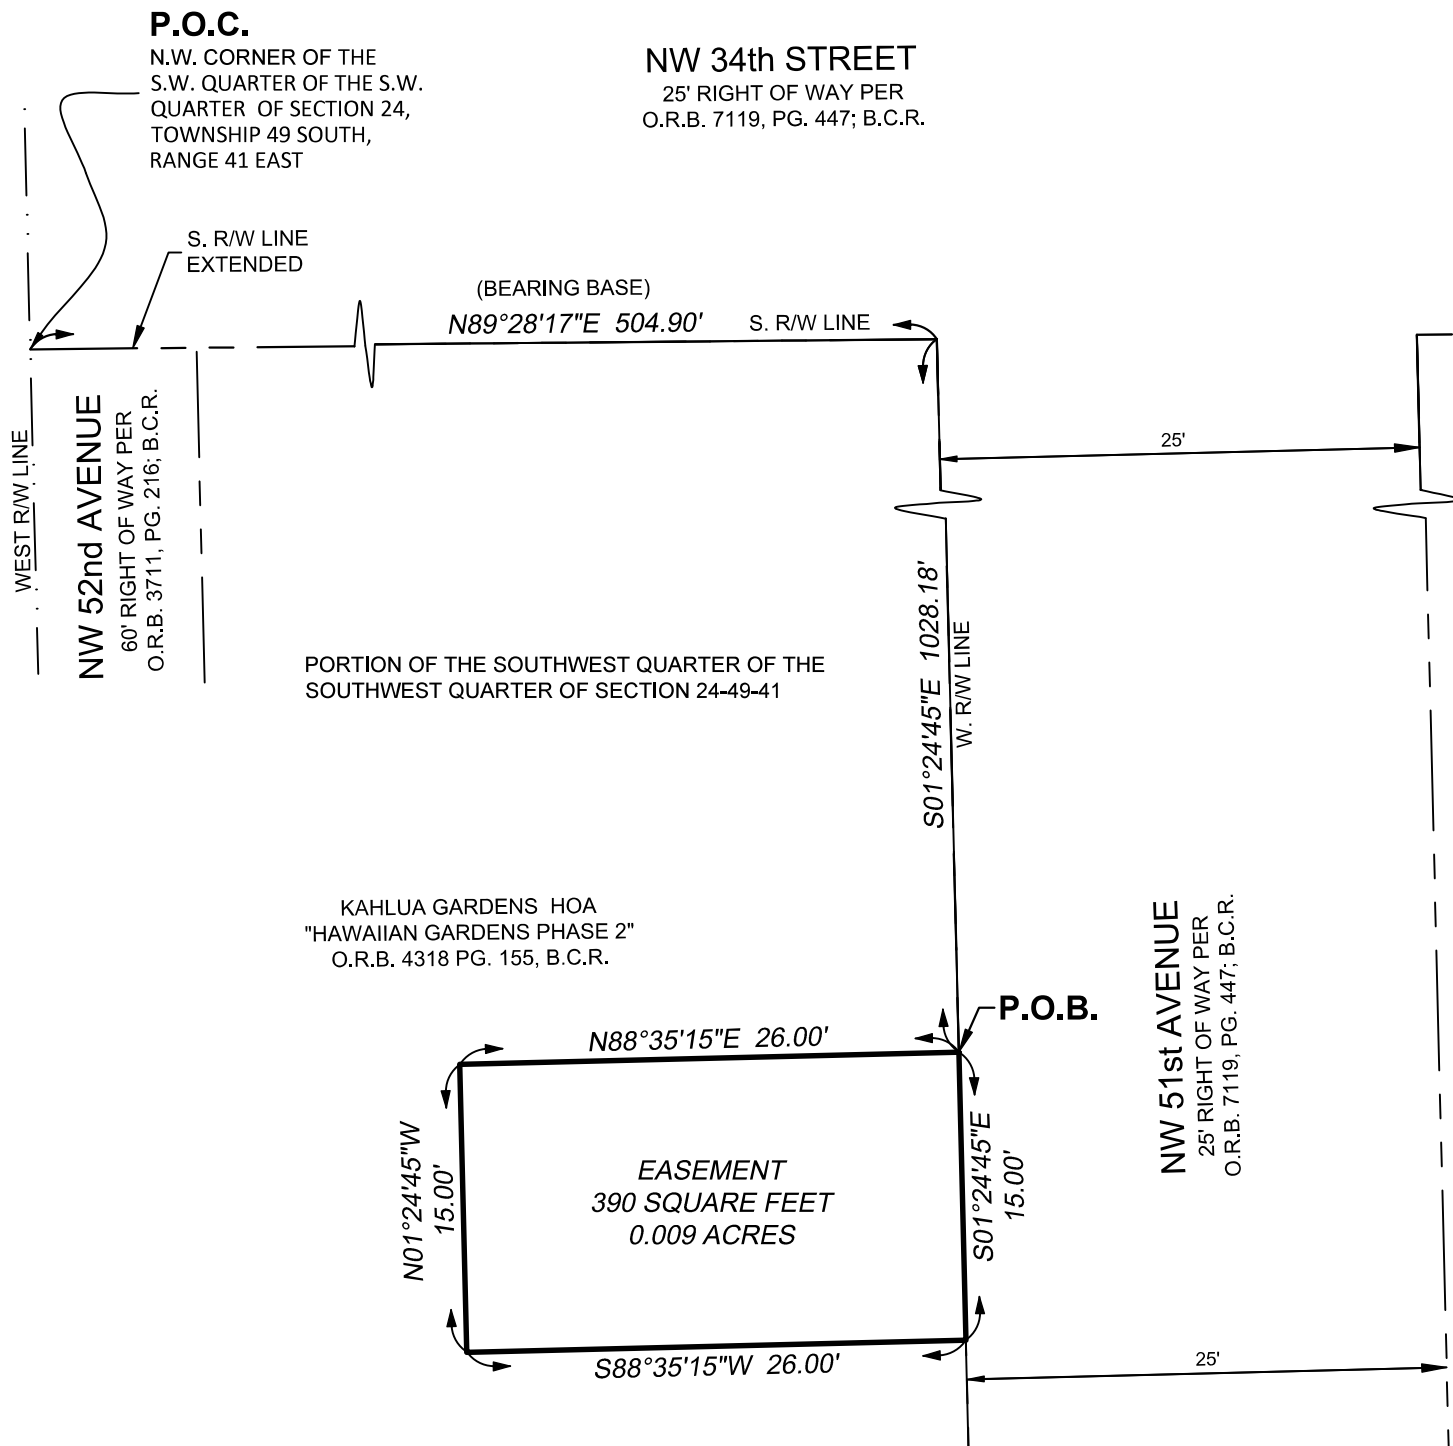 P.O.C.
N.W. CORNER OF THE
S.W. QUARTER OF THE S.W.
QUARTER OF SECTION 24,
TOWNSHIP 49 SOUTH,
RANGE 41 EAST
NW 34th STREET
25' RIGHT OF WAY PER
O.R.B. 7119, PG. 447; B.C.R.
S. R/W LINE
EXTENDED
(BEARING BASE)
N89°28'17"E 504.90'
S. R/W LINE
WEST R/W LINE
NW 52nd AVENUE
60' RIGHT OF WAY PER
O.R.B. 3711, PG. 216; B.C.R.
25'
S01°24'45"E 1028.18'
W. R/W LINE
PORTION OF THE SOUTHWEST QUARTER OF THE
SOUTHWEST QUARTER OF SECTION 24-49-41
KAHLUA GARDENS HOA
"HAWAIIAN GARDENS PHASE 2"
O.R.B. 4318 PG. 155, B.C.R.
P.O.B.
NW 51st AVENUE
25' RIGHT OF WAY PER
O.R.B. 7119, PG. 447; B.C.R.
N88°35'15"E 26.00'
N01°24'45"W
15.00'
EASEMENT
390 SQUARE FEET
0.009 ACRES
S01°24'45"E
15.00'
S88°35'15"W 26.00'
25'